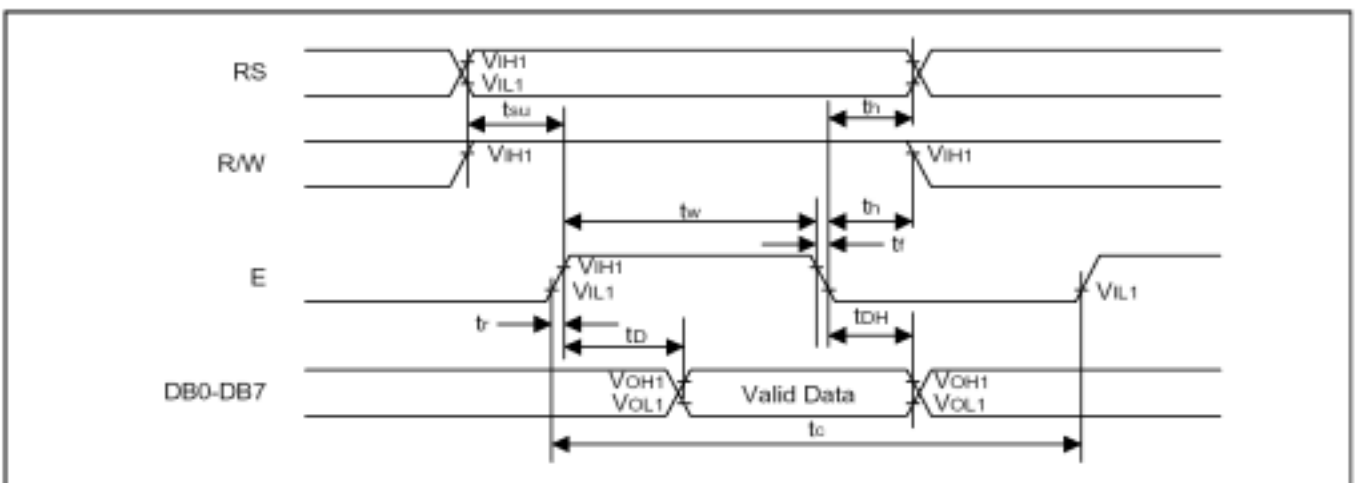 RS
VIH1
VIL1
tsu
th
R/W
VIH1
VIH1
tw
th
tf
E
VIH1
VIL1
VIL1
tr
tD
tDH
DB0-DB7
VOH1
VOL1
Valid Data
VOH1
VOL1
tc